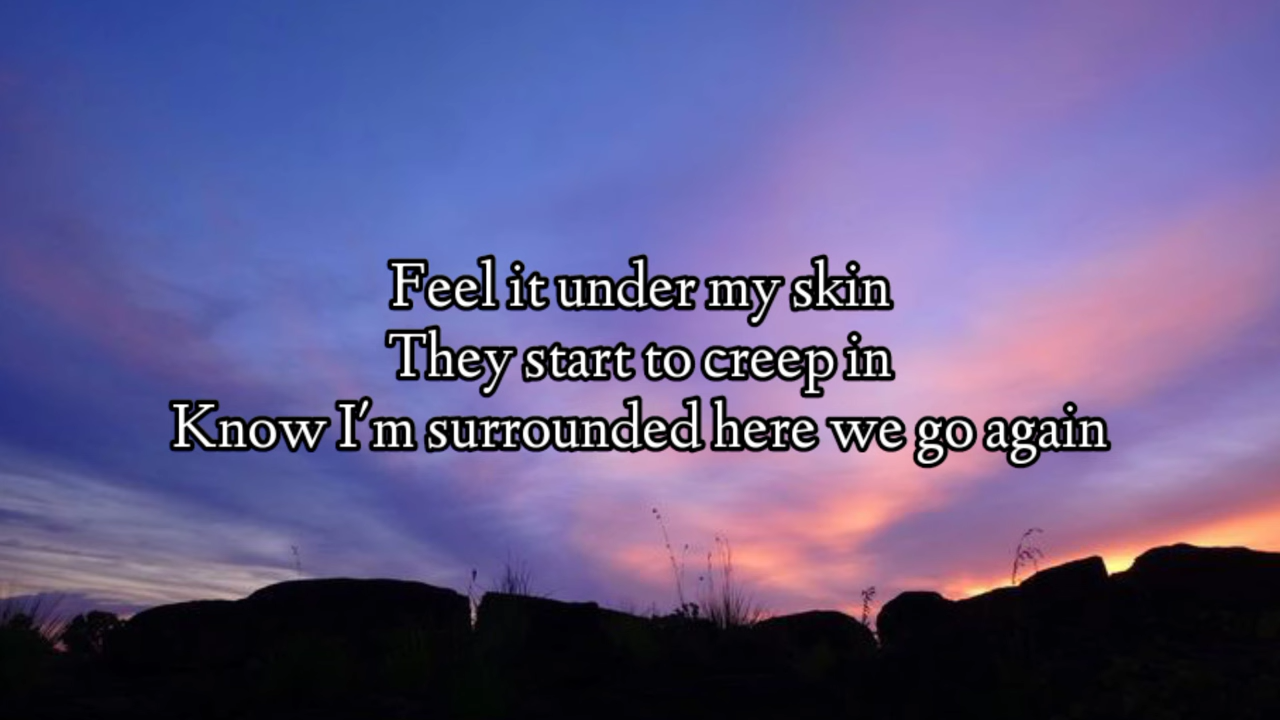 Feel it under my skin
They start to creep in
Know I'm surrounded here we go again